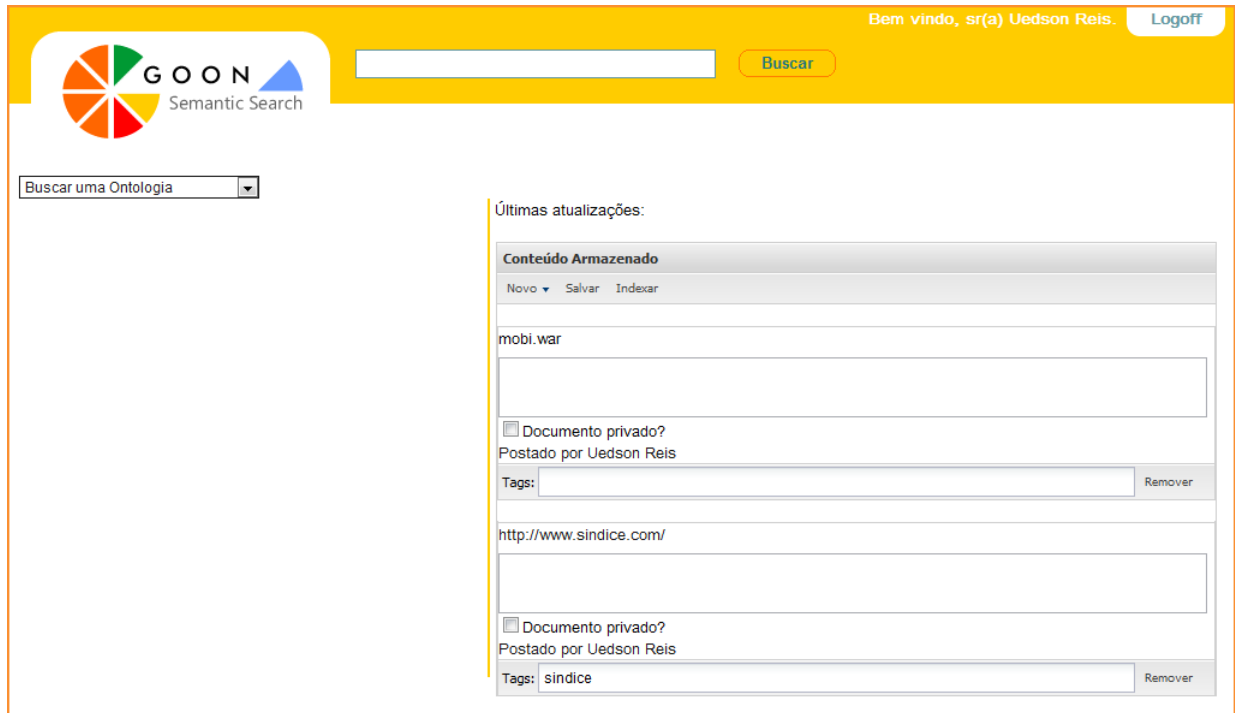 Bem vindo, sr(a) Uedson Reis. Logoff
GOON
Semantic Search
Buscar
Buscar uma Ontologia
Últimas atualizações:
Conteúdo Armazenado
Novo Salvar Indexar
mobi.war
Documento privado?
Postado por Uedson Reis
Tags: Remover
http://www.sindice.com/
Documento privado?
Postado por Uedson Reis
Tags: sindice Remover